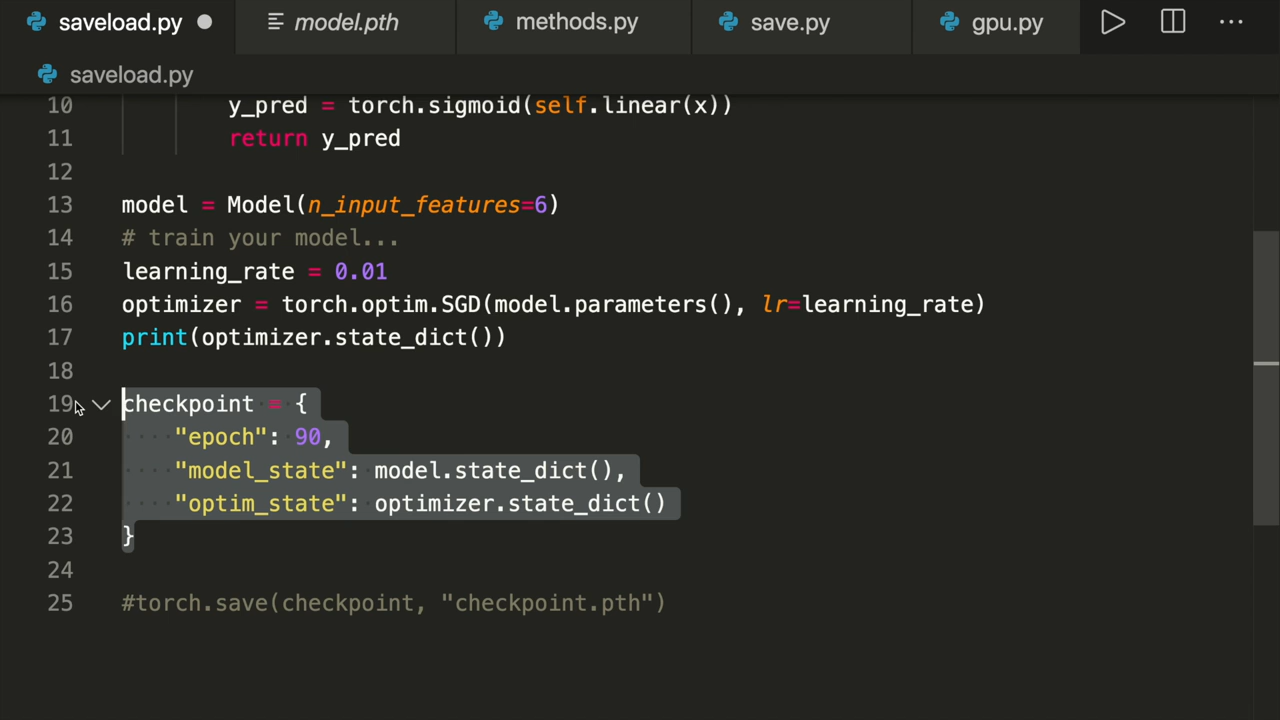 saveload.py model.pth methods.py save.py gpu.py ...
saveload.py
10 y_pred = torch.sigmoid(self.linear(x))
11 return y_pred
12
13 model = Model(n_input_features=6)
14 # train your model...
15 learning_rate = 0.01
16 optimizer = torch.optim.SGD(model.parameters(), lr=learning_rate)
17 print(optimizer.state_dict())
18
19 checkpoint = {
20 "epoch": 90,
21 "model_state": model.state_dict(),
22 "optim_state": optimizer.state_dict()
23 }
24
25 #torch.save(checkpoint, "checkpoint.pth")